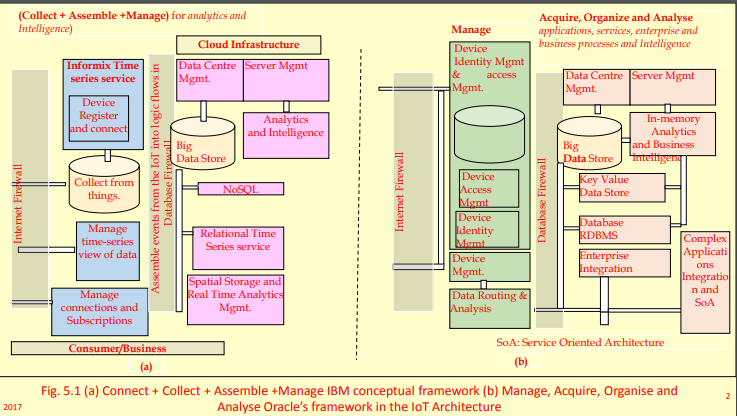 (Collect + Assemble +Manage) for analytics and
Intelligence)
Cloud Infrastructure
Internet Firewall
Informix Time
series service
Device
Register
and connect
Collect from
things.
Manage
time-series
view of data
Manage
connections and
Subscriptions
Assemble events from the IoT into logic flows in
Database Firewall
Data Centre
Mgmt.
Server Mgmt
Big
Data Store
Analytics
and Intelligence
NoSQL
Relational Time
Series service
Spatial Storage and
Real Time Analytics
Mgmt.
Consumer/Business
(a)
Manage
Internet Firewall
Device
Identity Mgmt
& access
Mgmt.
Device
Access
Mgmt
Device
Identity
Mgmt
Device
Mgmt.
Data Routing &
Analysis
Acquire, Organize and Analyse
applications, services, enterprise and
business processes and Intelligence
Database Firewall
Data Centre
Mgmt.
Server Mgmt
Big
Data Store
In-memory
Analytics
and Business
Intelligence
Key Value
Data Store
Database
RDBMS
Enterprise
Integration
Complex
Applicati
ons
Integratio
n and
SoA
SoA: Service Oriented Architecture
(b)
Fig. 5.1 (a) Connect + Collect + Assemble +Manage IBM conceptual framework (b) Manage, Acquire, Organise and
Analyse Oracle's framework in the IoT Architecture
2017
2